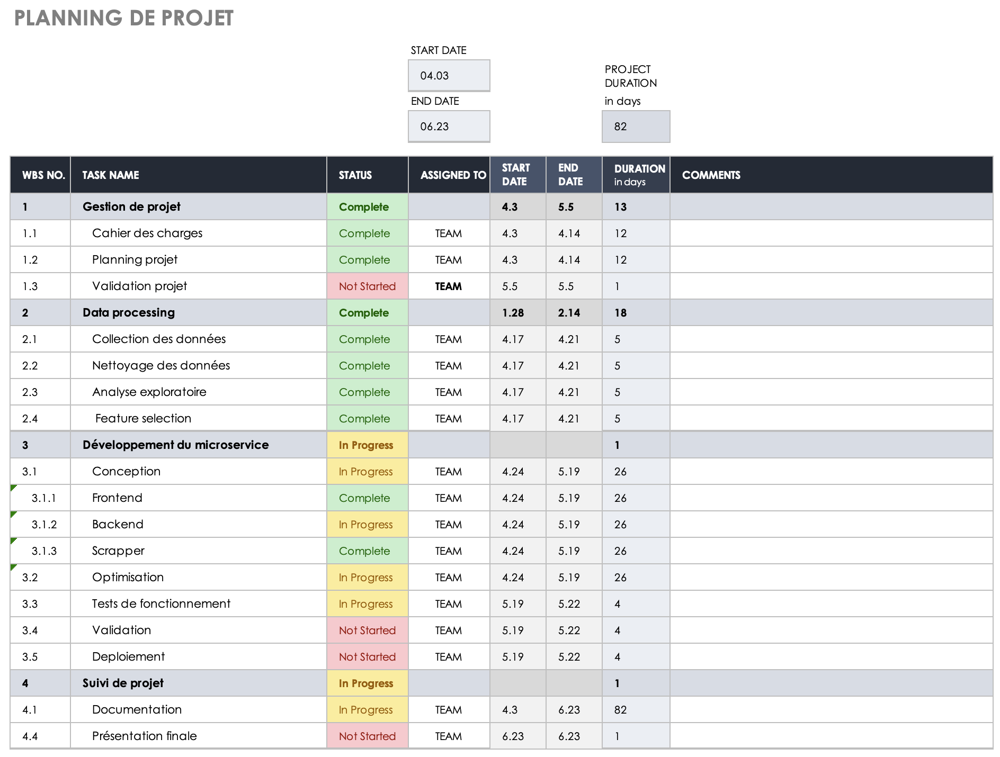 PLANNING DE PROJET
START DATE
04.03
PROJECT
DURATION
END DATE
in days
06.23
82
WBS NO. TASK NAME STATUS ASSIGNED TO START DATE END DATE DURATION in days COMMENTS
1 Gestion de projet Complete 4.3 5.5 13
1.1 Cahier des charges Complete TEAM 4.3 4.14 12
1.2 Planning projet Complete TEAM 4.3 4.14 12
1.3 Validation projet Not Started TEAM 5.5 5.5 1
2 Data processing Complete 1.28 2.14 18
2.1 Collection des données Complete TEAM 4.17 4.21 5
2.2 Nettoyage des données Complete TEAM 4.17 4.21 5
2.3 Analyse exploratoire Complete TEAM 4.17 4.21 5
2.4 Feature selection Complete TEAM 4.17 4.21 5
3 Développement du microservice In Progress 1
3.1 Conception In Progress TEAM 4.24 5.19 26
3.1.1 Frontend Complete TEAM 4.24 5.19 26
3.1.2 Backend In Progress TEAM 4.24 5.19 26
3.1.3 Scrapper Complete TEAM 4.24 5.19 26
3.2 Optimisation In Progress TEAM 4.24 5.19 26
3.3 Tests de fonctionnement In Progress TEAM 5.19 5.22 4
3.4 Validation Not Started TEAM 5.19 5.22 4
3.5 Deploiement Not Started TEAM 5.19 5.22 4
4 Suivi de projet In Progress 1
4.1 Documentation In Progress TEAM 4.3 6.23 82
4.4 Présentation finale Not Started TEAM 6.23 6.23 1